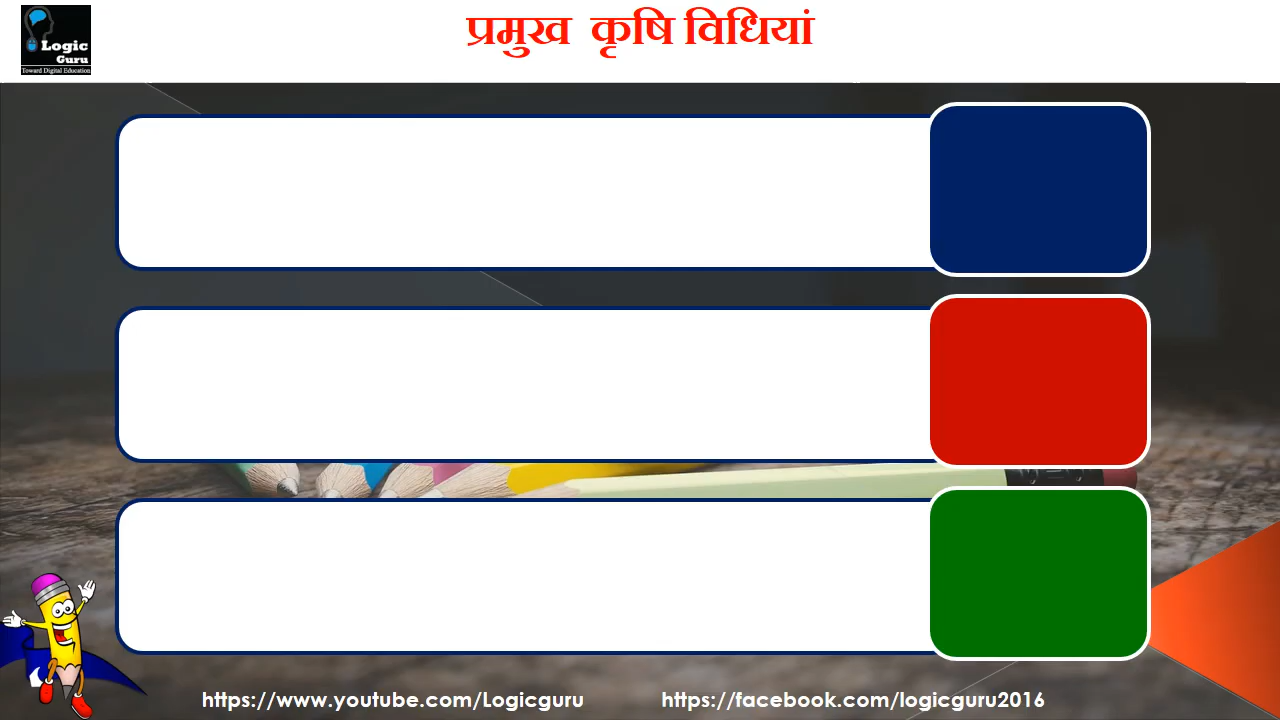 Logic
Guru
Toward Digital Education
प्रमुख कृषि विधियां
https://www.youtube.com/Logicguru
https://facebook.com/logicguru2016